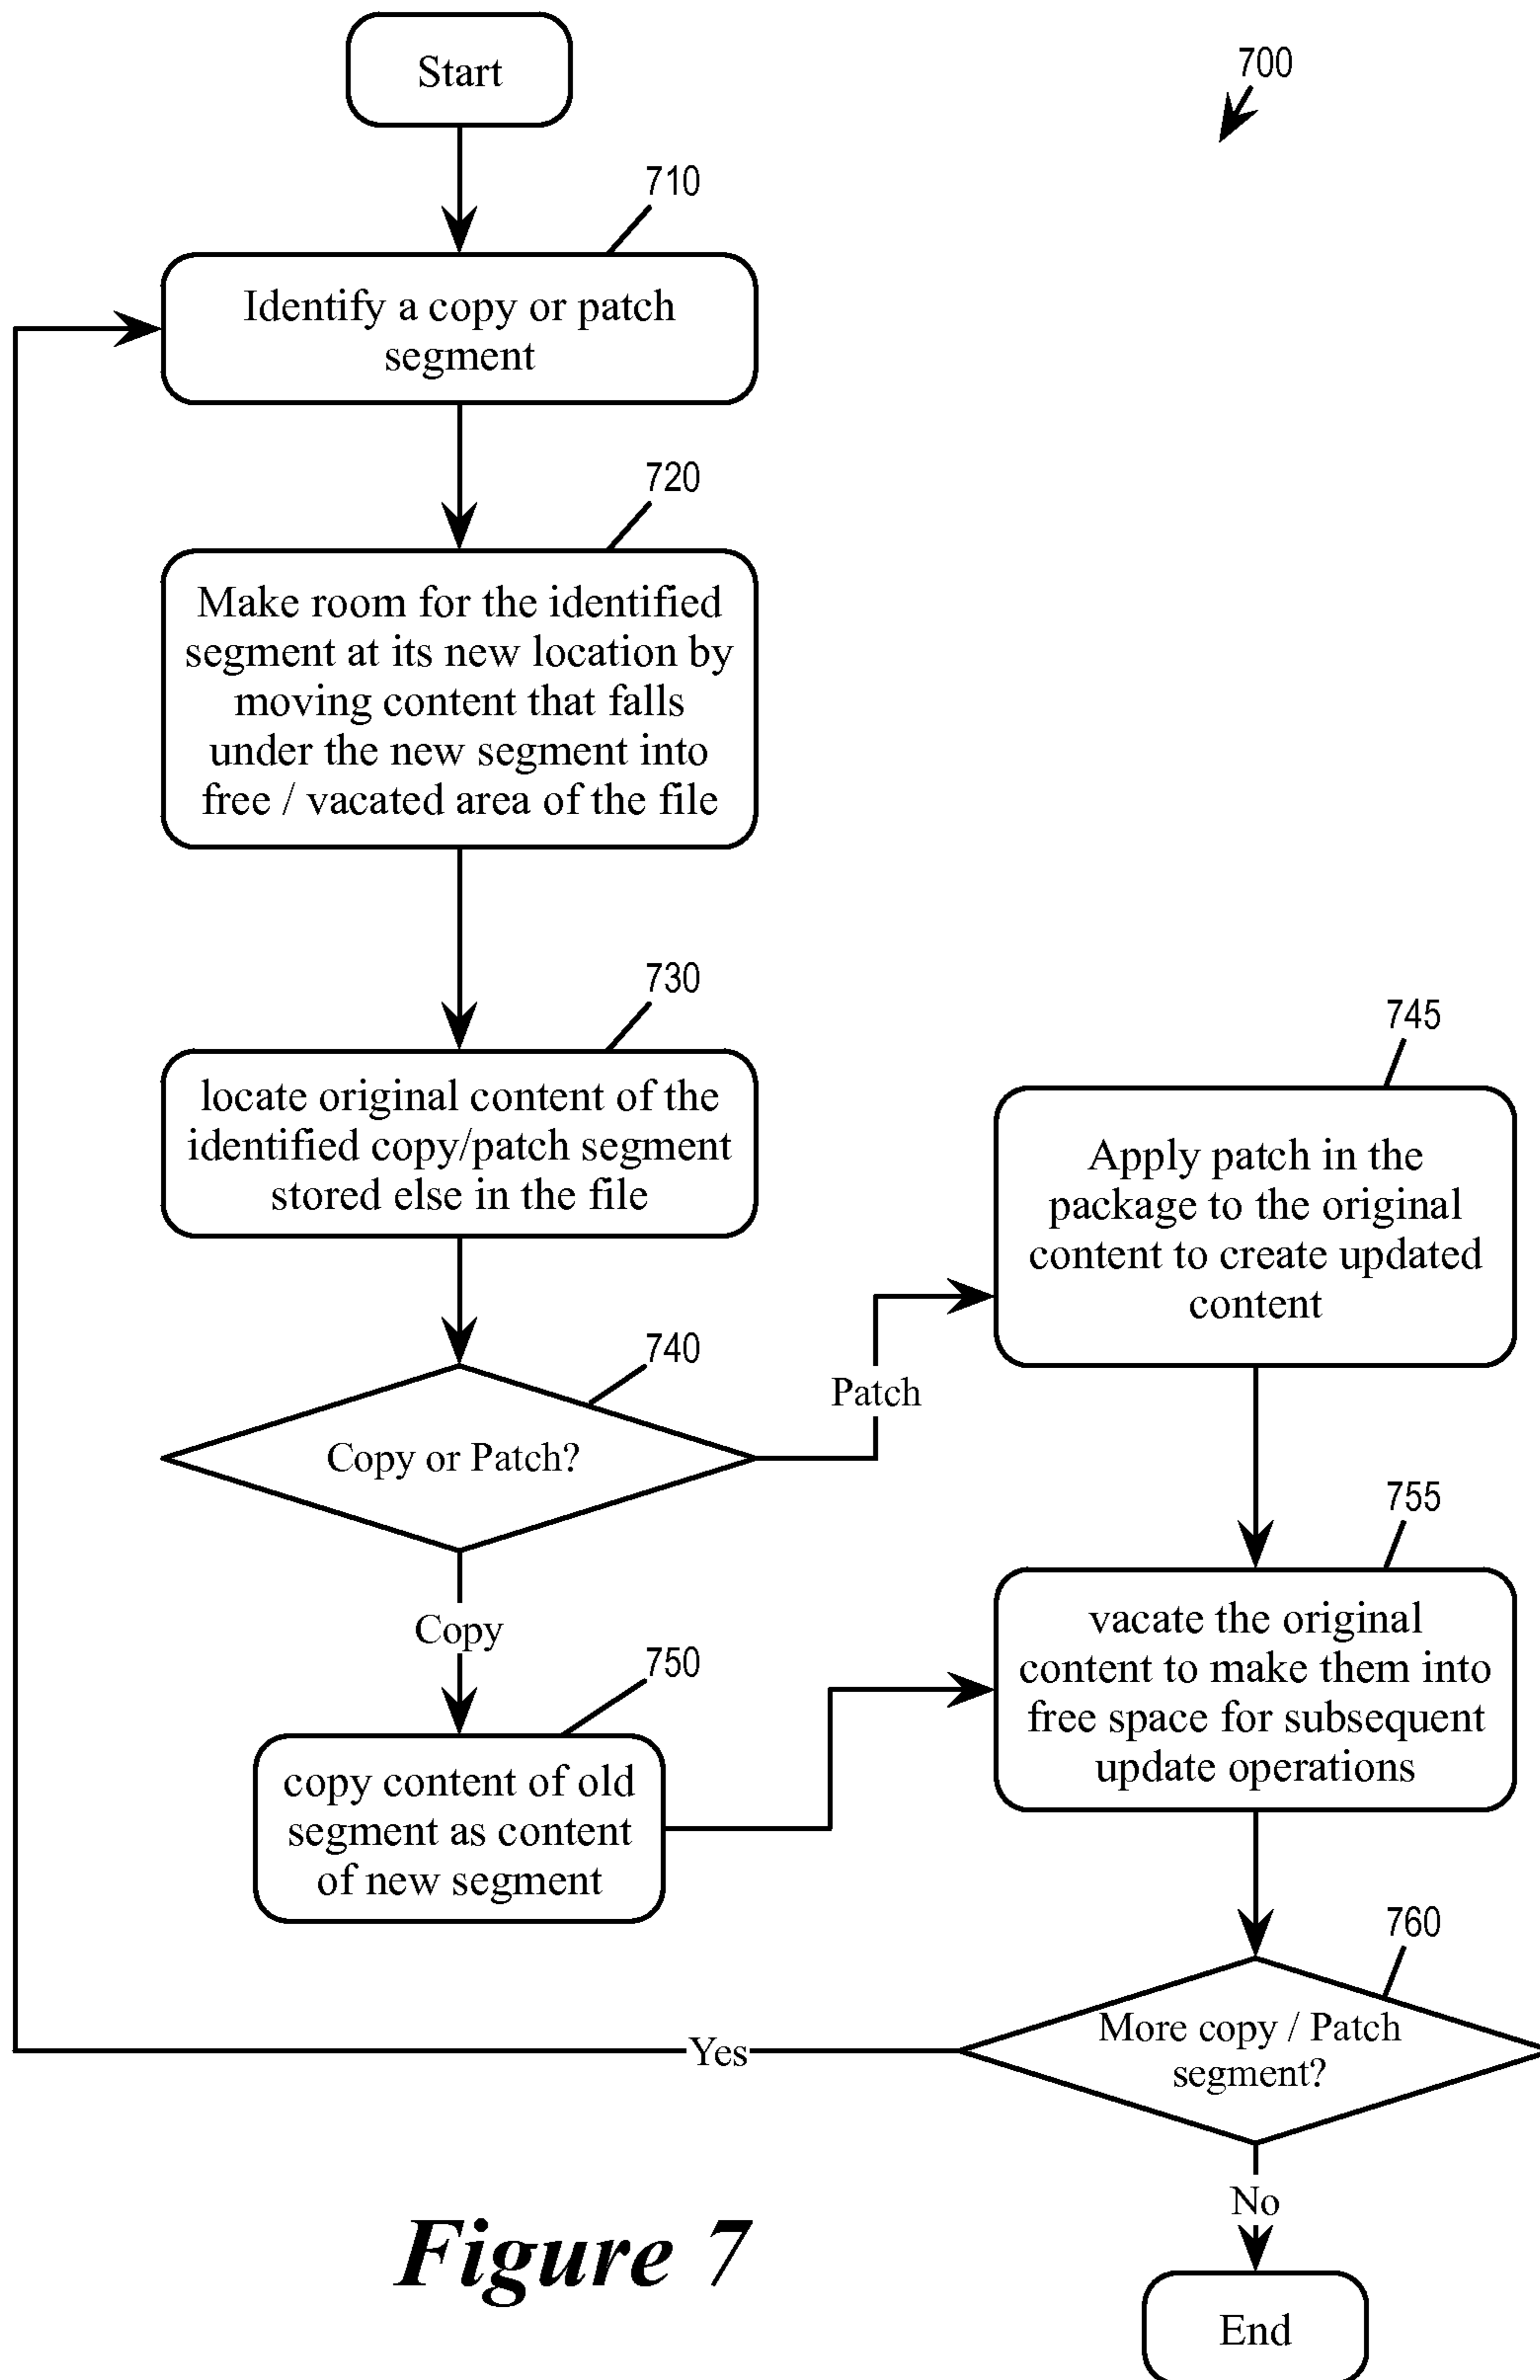 Start
700
710
Identify a copy or patch
segment
720
Make room for the identified
segment at its new location by
moving content that falls
under the new segment into
free / vacated area of the file
730
locate original content of the
identified copy/patch segment
stored else in the file
740
Copy or Patch?
Patch
745
Apply patch in the
package to the original
content to create updated
content
Copy
750
copy content of old
segment as content
of new segment
755
vacate the original
content to make them into
free space for subsequent
update operations
760
More copy / Patch
segment?
Yes
No
End
Figure 7